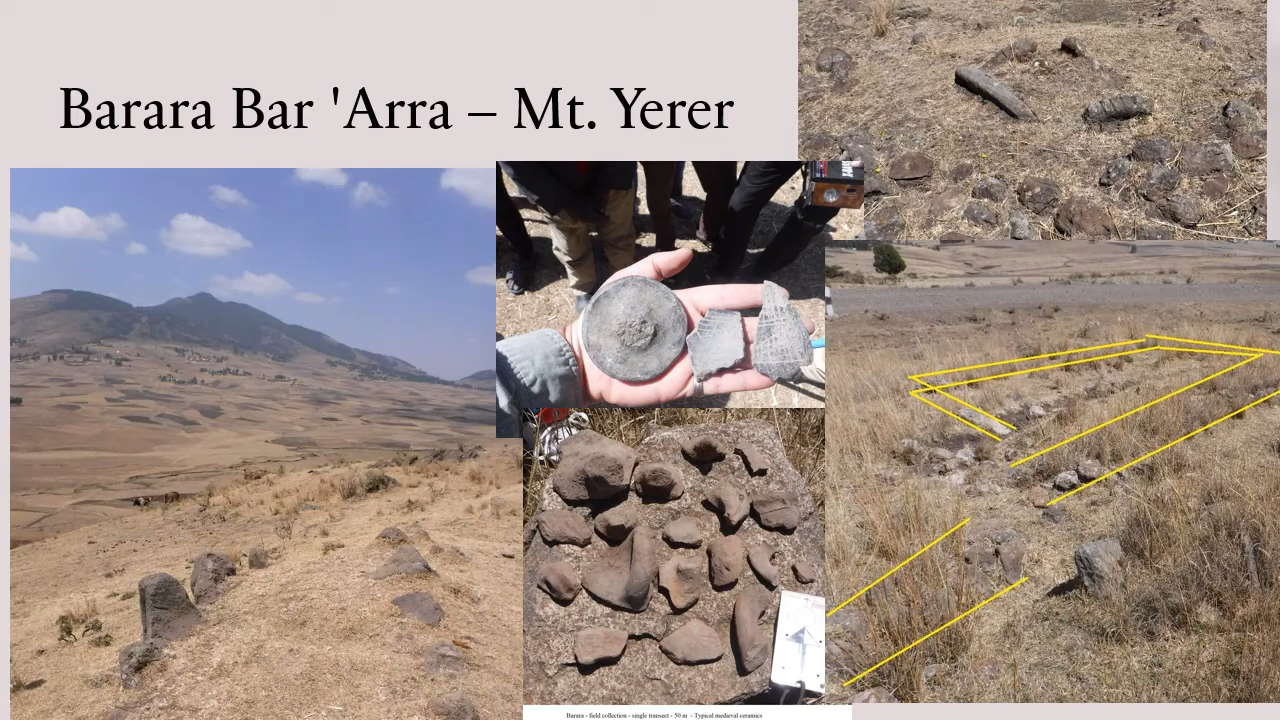 Barara Bar 'Arra – Mt. Yerer
Barara - field collection - single transect - 50 m  - Typical medieval ceramics